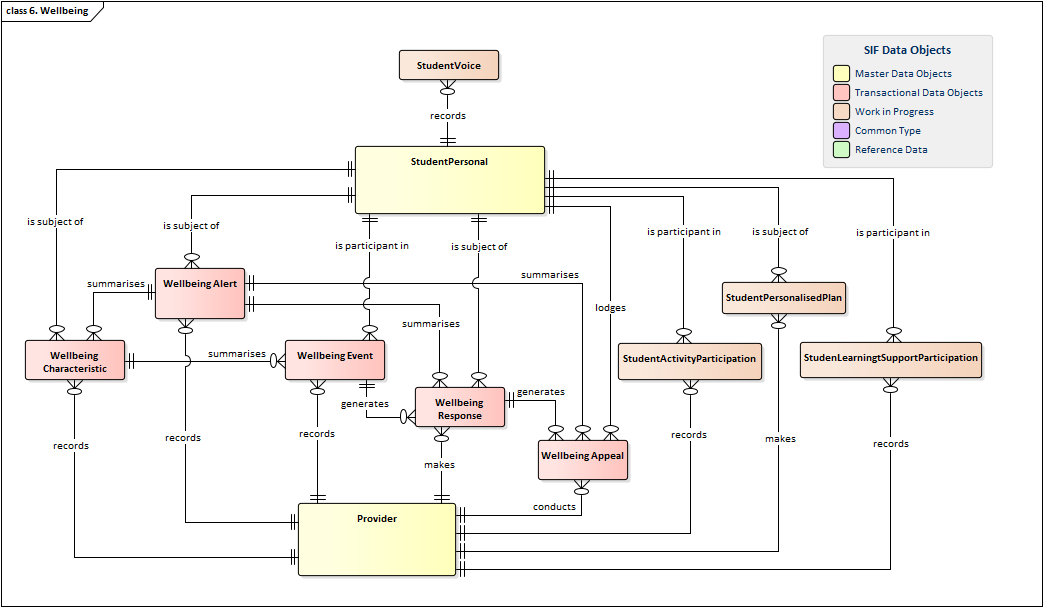 class 6. Wellbeing
StudentVoice
SIF Data Objects
Master Data Objects
Transactional Data Objects
Work in Progress
Common Type
Reference Data
records
StudentPersonal
is subject of
is subject of
is participant in
is subject of
is participant in
is subject of
is participant in
summarises
Wellbeing Alert
summarises
lodges
StudentPersonalisedPlan
summarises
Wellbeing
Characteristic
summarises
Wellbeing Event
StudentActivityParticipation
StudenLearningtSupportParticipation
generates
Wellbeing
Response
generates
records
records
records
makes
Wellbeing Appeal
records
makes
records
conducts
Provider